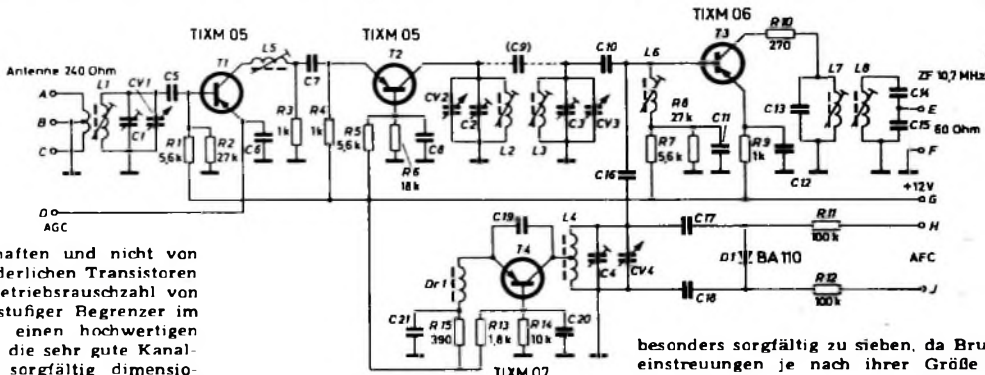 TIXM 05
TIXM 05
TIXM 06
Antenne 240 Ohm
A
B
C
L1
CV1
C1
C5
T1
L5
C7
R1
5,6k
R2
27k
C6
R3
1k
R4
1k
R5
5,6k
T2
R6
18k
C8
CV2
C2
L2
(C9)
L3
C3
CV3
C10
L6
R7
5,6k
R8
27k
C11
T3
R9
1k
C12
R10
270
C13
L7
L8
ZF 10,7 MHz
C14
E
C15
60 Ohm
F
+12V
G
D
AGC
C16
C19
T4
L4
Dr1
C21
R15
390
R13
1,8k
R14
10k
C20
C4
CV4
C17
C18
D1
BA 110
R11
100k
R12
100k
H
AFC
J
TIXM 07
haften und nicht von
derlichen Transistoren
etriebsrauschzahl von
stufiger Begrenzer im
einen hochwertigen
die sehr gute Kanal-
sorgfältig dimensio-
besonders sorgfältig zu sieben, da Bru
einstreuungen je nach ihrer Größe